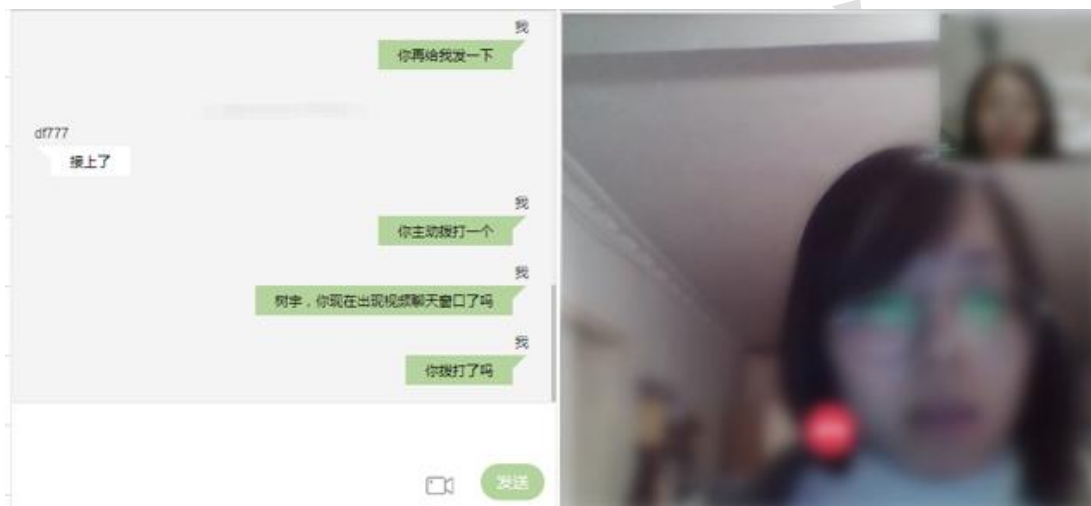 我
你再给我发一下
df777
接上了
我
你主动拨打一个
我
树宇，你现在出现视频聊天窗口了吗
我
你拨打了吗
发送